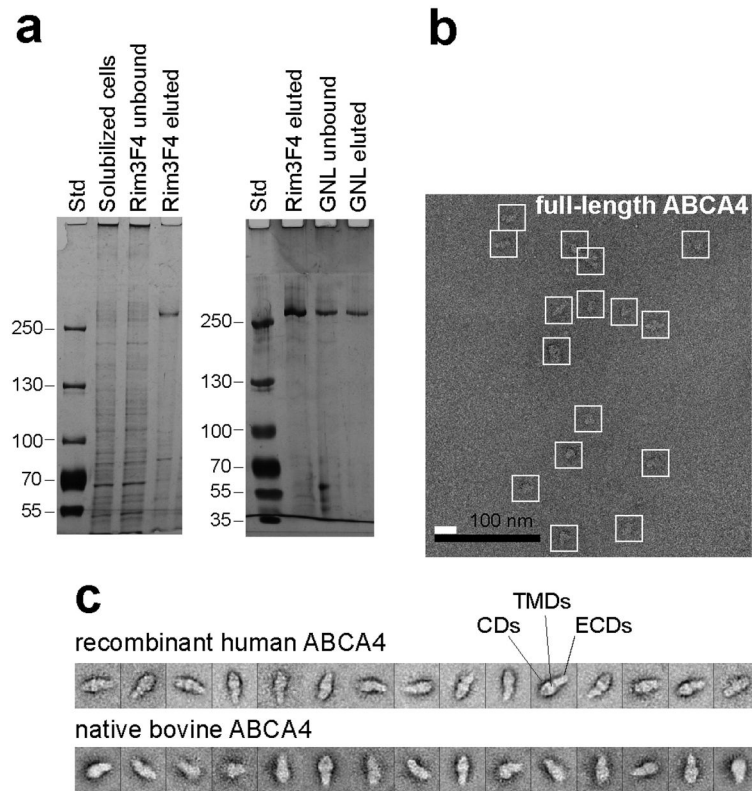 a
Std
Solubilized cells
Rim3F4 unbound
Rim3F4 eluted
250
130
100
70
55
Std
Rim3F4 eluted
GNL unbound
GNL eluted
250
130
100
70
55
35
b
full-length ABCA4
100 nm
c
TMDs
CDs
ECDs
recombinant human ABCA4
native bovine ABCA4